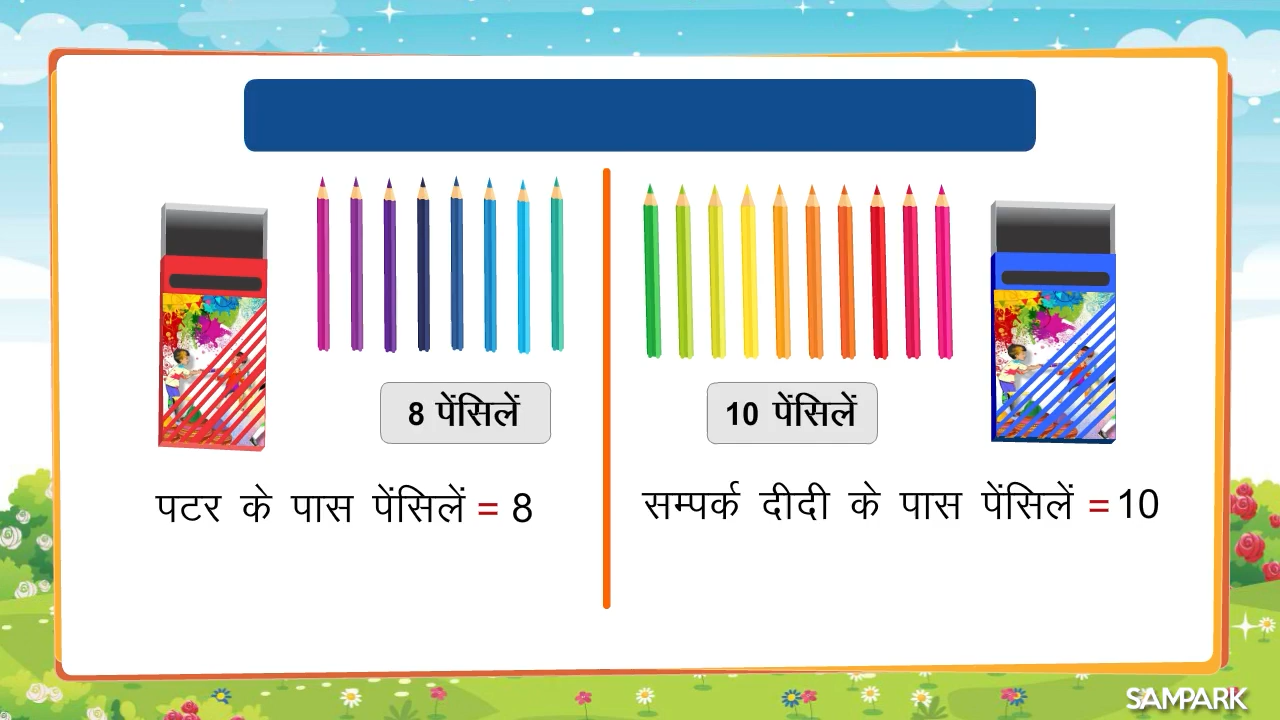 8 पेंसिलें
10 पेंसिलें
पटर के पास पेंसिलें = 8
सम्पर्क दीदी के पास पेंसिलें = 10
SAMPARK